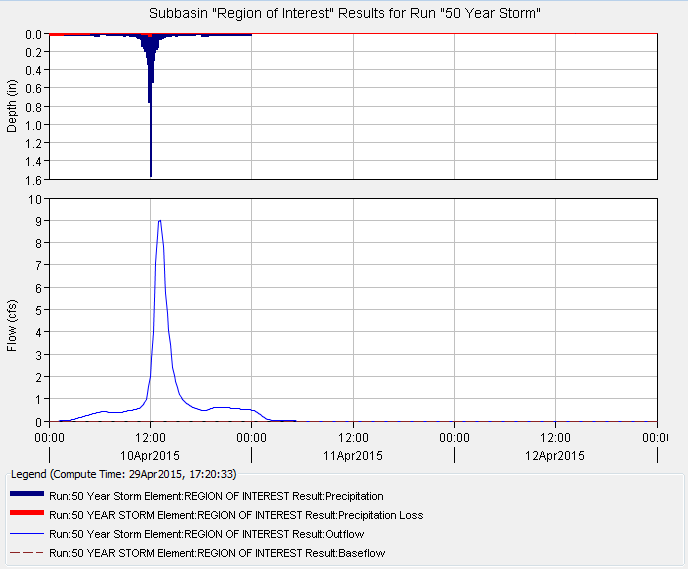 Subbasin "Region of Interest" Results for Run "50 Year Storm"
Depth (in)
0.0
0.2
0.4
0.6
0.8
1.0
1.2
1.4
1.6
Flow (cfs)
10
9
8
7
6
5
4
3
2
1
0
00:00 12:00 00:00 12:00 00:00 12:00 00:0
10Apr2015 11Apr2015 12Apr2015
Legend (Compute Time: 29Apr2015, 17:20:33)
Run:50 Year Storm Element:REGION OF INTEREST Result:Precipitation
Run:50 YEAR STORM Element:REGION OF INTEREST Result:Precipitation Loss
Run:50 Year Storm Element:REGION OF INTEREST Result:Outflow
Run:50 YEAR STORM Element:REGION OF INTEREST Result:Baseflow